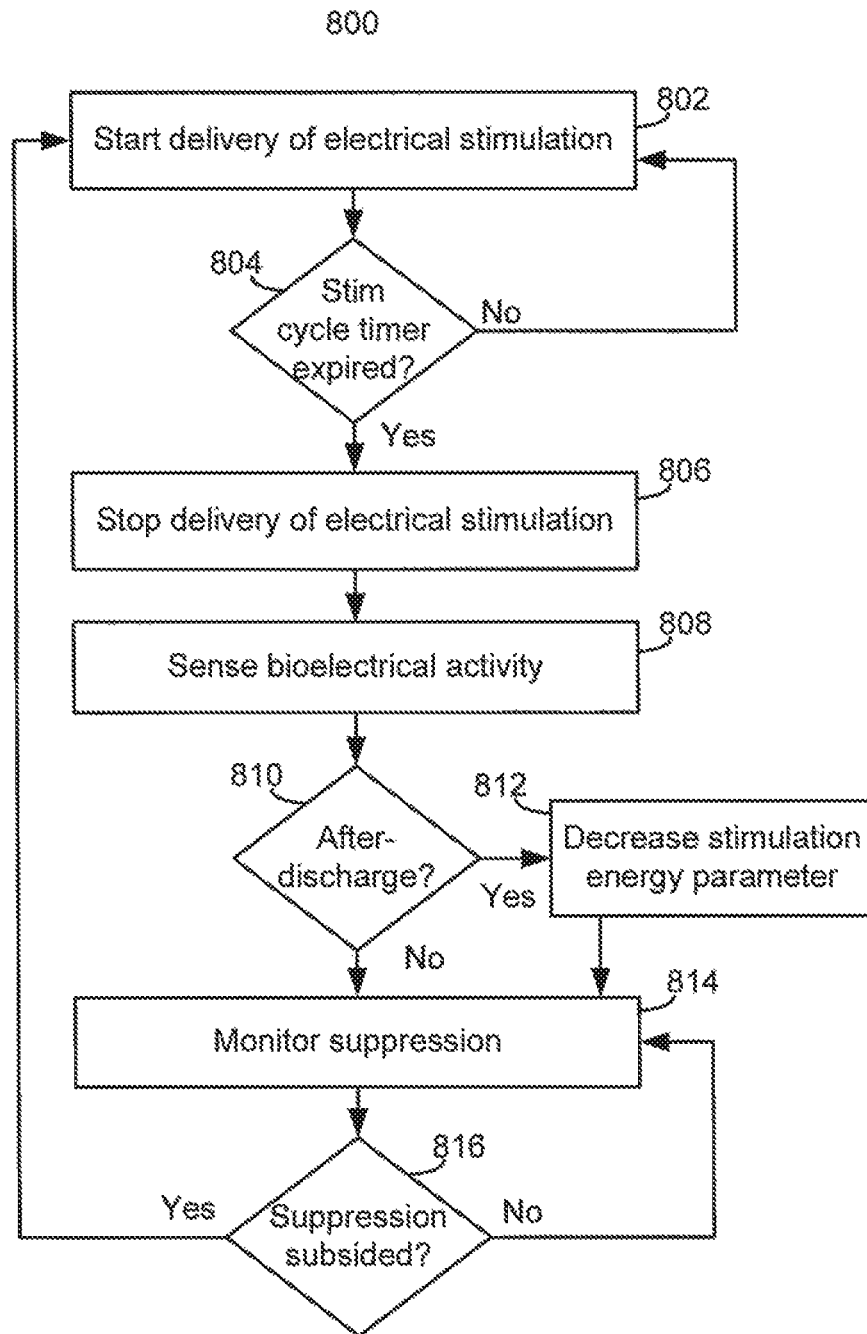 800
802
Start delivery of electrical stimulation
804
Stim
cycle timer
expired?
No
Yes
806
Stop delivery of electrical stimulation
808
Sense bioelectrical activity
810
After-
discharge?
812
Decrease stimulation
energy parameter
Yes
No
814
Monitor suppression
816
Suppression
subsided?
Yes
No